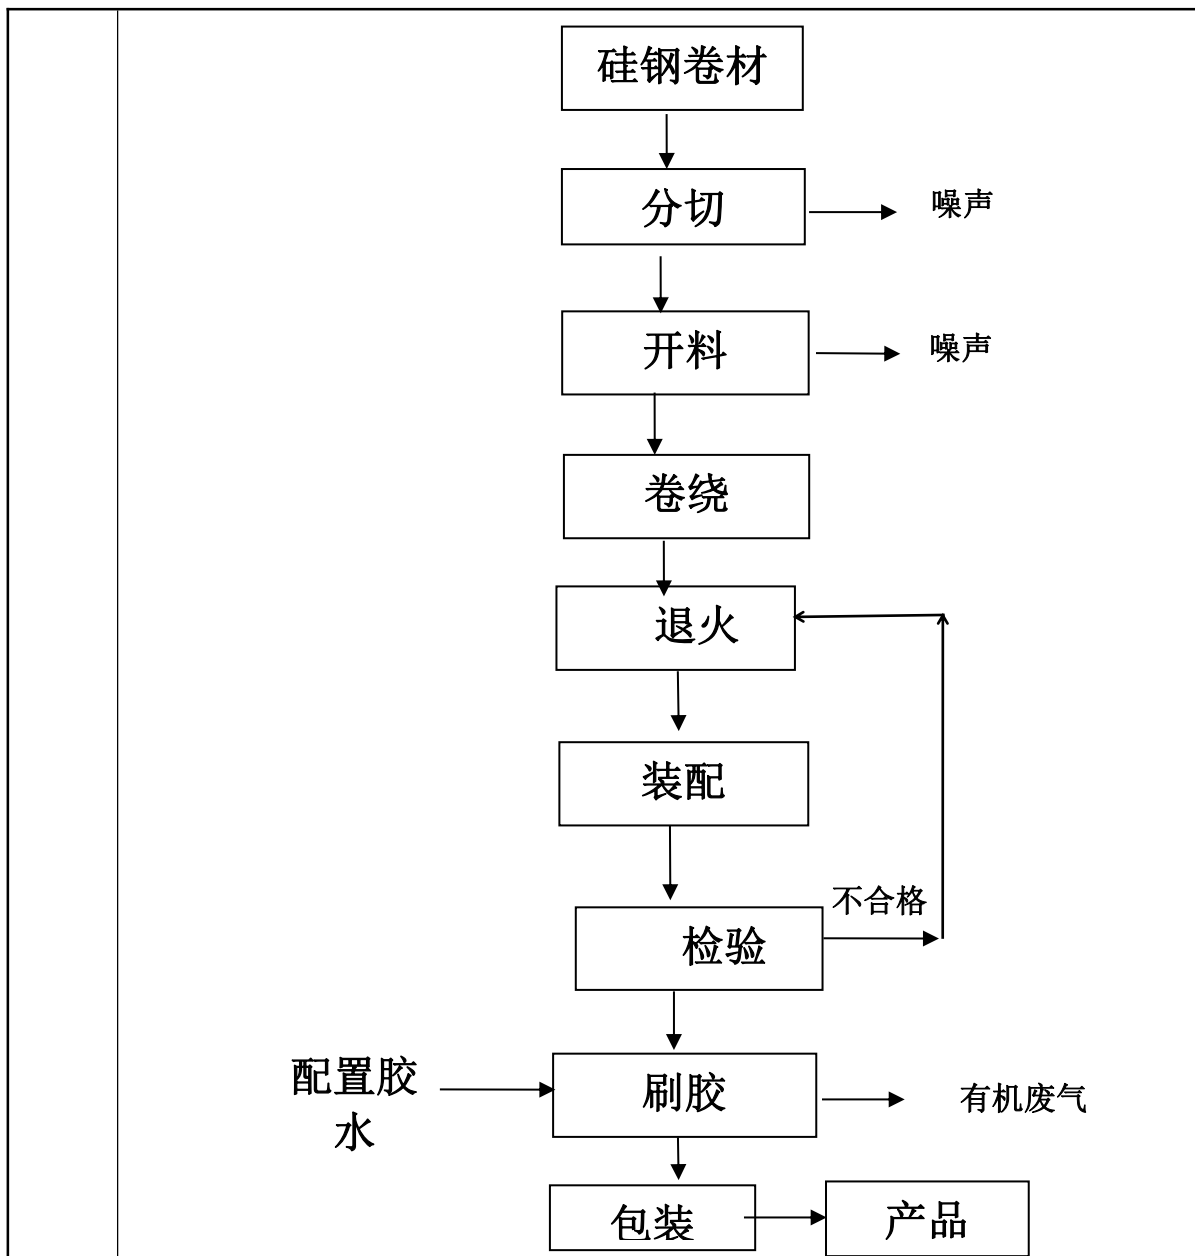 硅钢卷材
分切
噪声
开料
噪声
卷绕
退火
装配
不合格
检验
配置胶
水
刷胶
有机废气
包装
产品